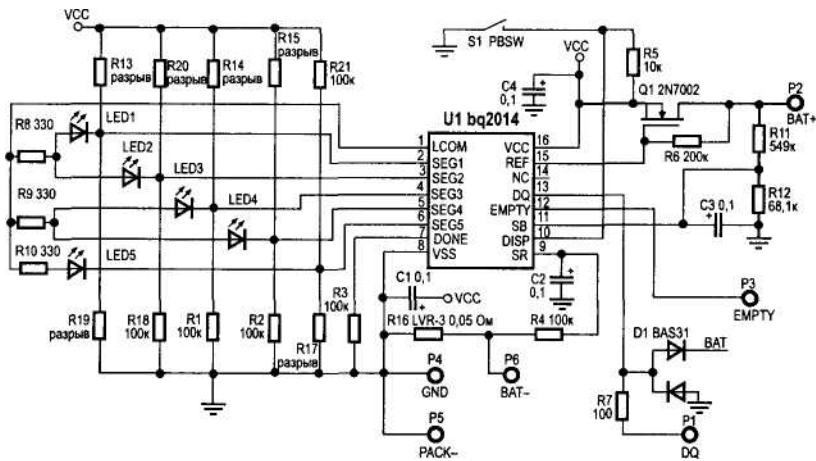 VCC
R13
разрыв
R20
разрыв
R14
разрыв
R15
разрыв
R21
100к
S1 PBSW
VCC
R5
10к
C4
0,1
Q1 2N7002
P2
BAT+
U1 bq2014
R8 330
LED1
LED2
LED3
R9 330
LED4
R10 330
LED5
1 LCOM
2 SEG1
3 SEG2
4 SEG3
5 SEG4
6 SEG5
7 DONE
8 VSS
VCC 16
REF 15
NC 14
DQ 13
EMPTY 12
SB 11
DISP 10
SR 9
R6 200к
R11
549к
R12
68,1к
C3 0,1
C1 0,1
VCC
C2
0,1
P3
EMPTY
R19
разрыв
R18
100к
R1
100к
R2
100к
R17
разрыв
R3
100к
R16 LVR-3 0,05 Ом
R4 100к
D1 BAS31
BAT
P4
GND
P6
BAT–
R7
100
P1
DQ
P5
PACK–